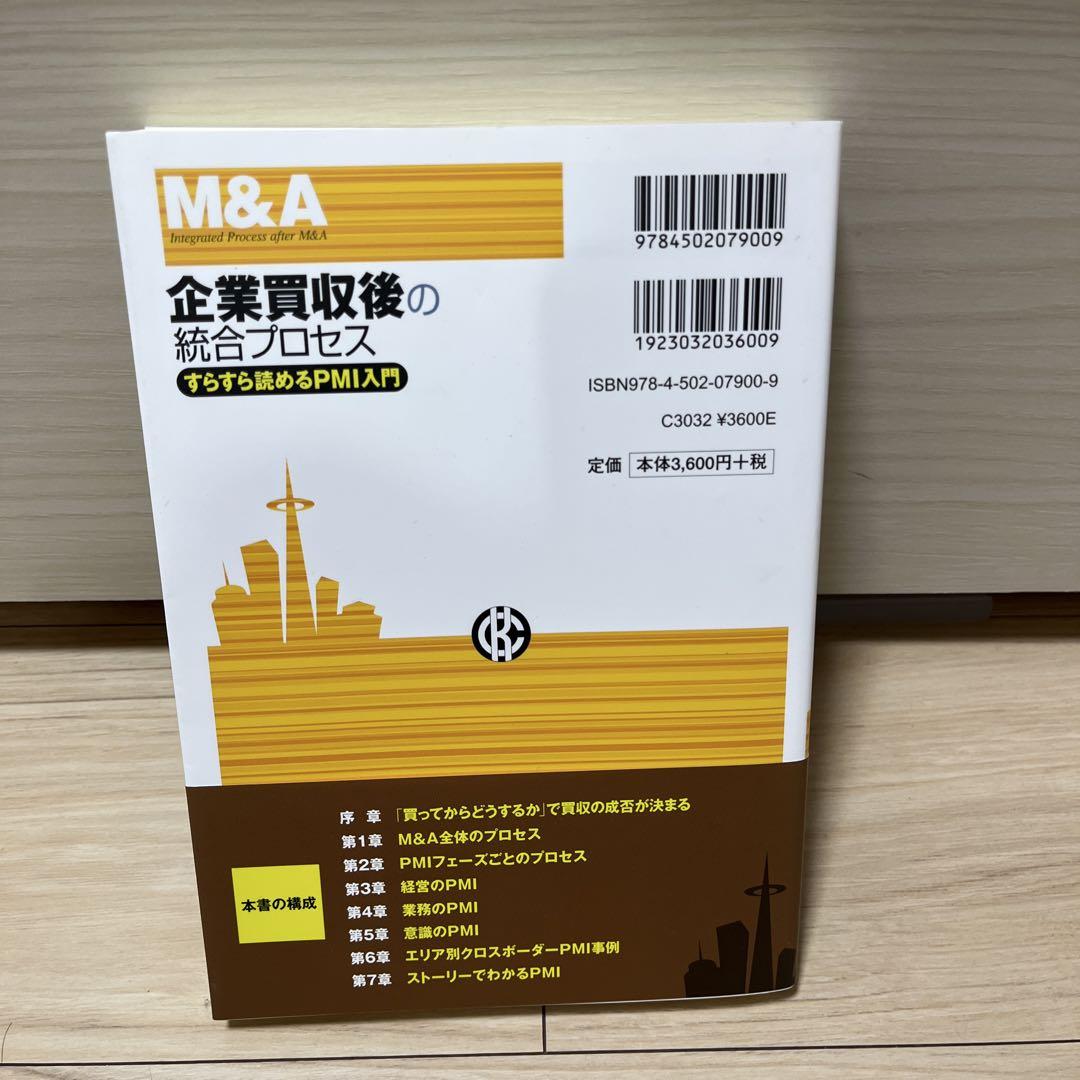 M&A
Integrated Process after M&A
企業買収後の
統合プロセス
すらすら読めるPMI入門
9784502079009
1923032036009
ISBN978-4-502-07900-9
C3032 ¥3600E
定価 本体3,600円+税
本書の構成
序 章 「買ってからどうするか」で買収の成否が決まる
第1章 M&A全体のプロセス
第2章 PMIフェーズごとのプロセス
第3章 経営のPMI
第4章 業務のPMI
第5章 意識のPMI
第6章 エリア別クロスボーダーPMI事例
第7章 ストーリーでわかるPMI